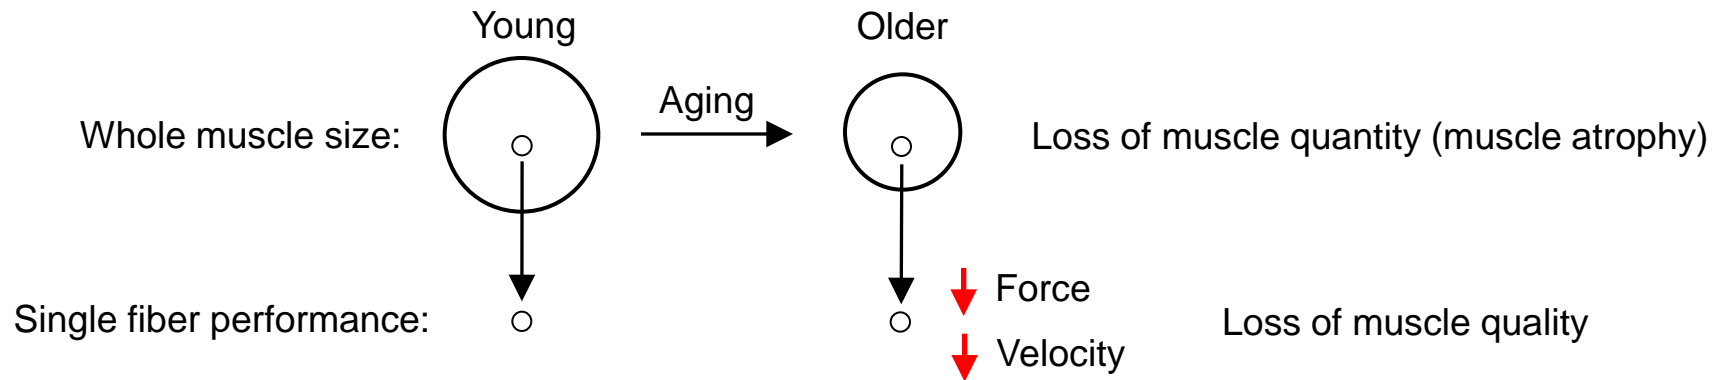 Young
Older
Aging
Whole muscle size:
Loss of muscle quantity (muscle atrophy)
Force
Single fiber performance:
Loss of muscle quality
Velocity